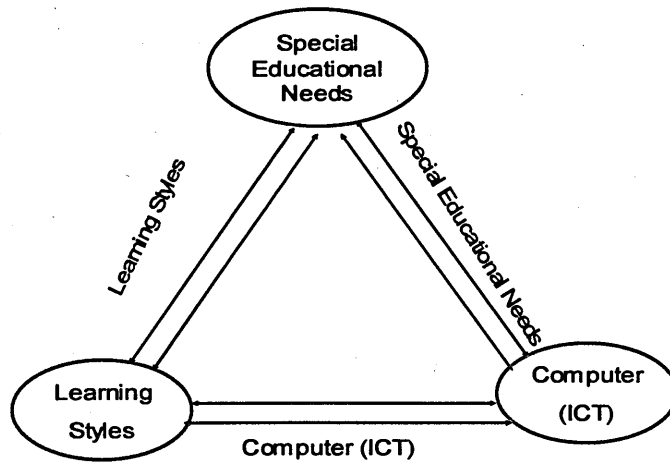 Special
Educational
Needs
Learning Styles
Special Educational Needs
Learning
Styles
Computer
(ICT)
Computer (ICT)